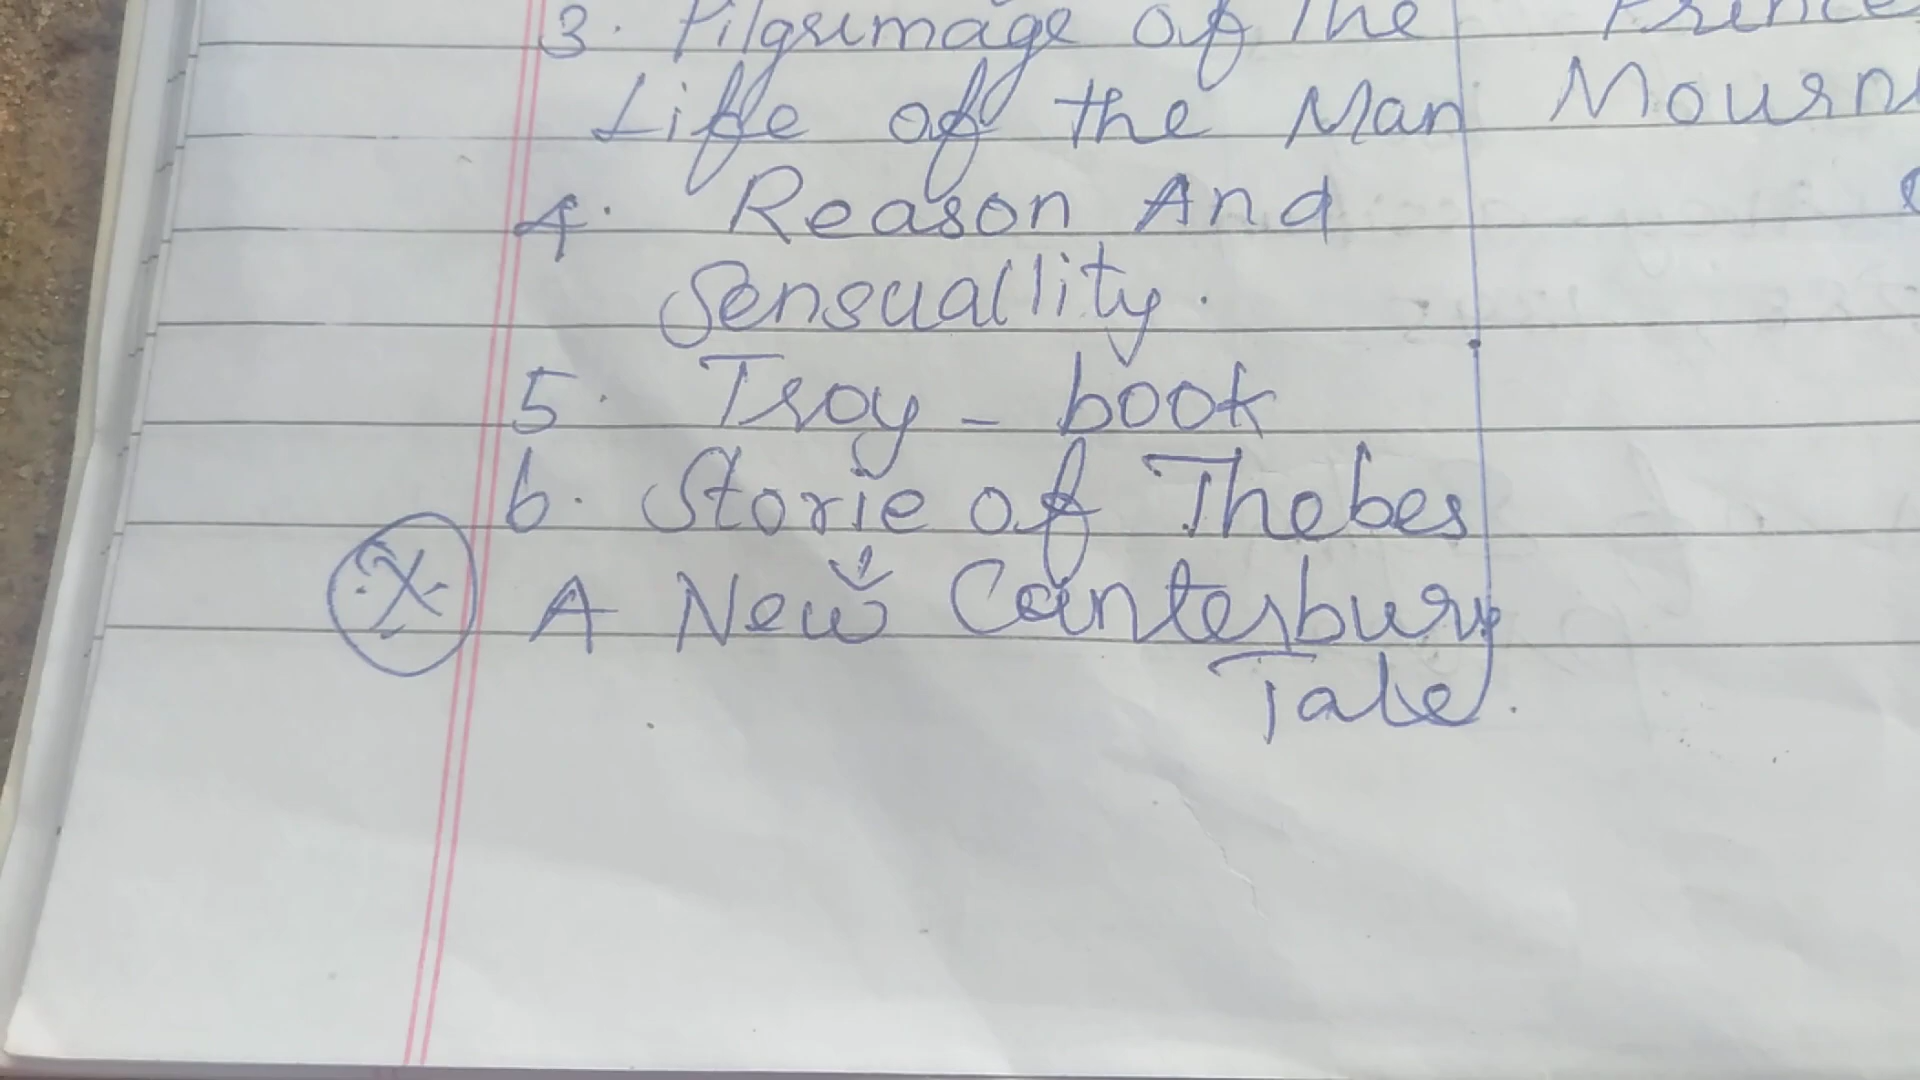 3. Pilgrimage of The
Life of the Man
4. Reason And
Sensuallity.
5. Troy - book
6. Storie of Thebes
X A New Canterbury
Tale.
Mourn